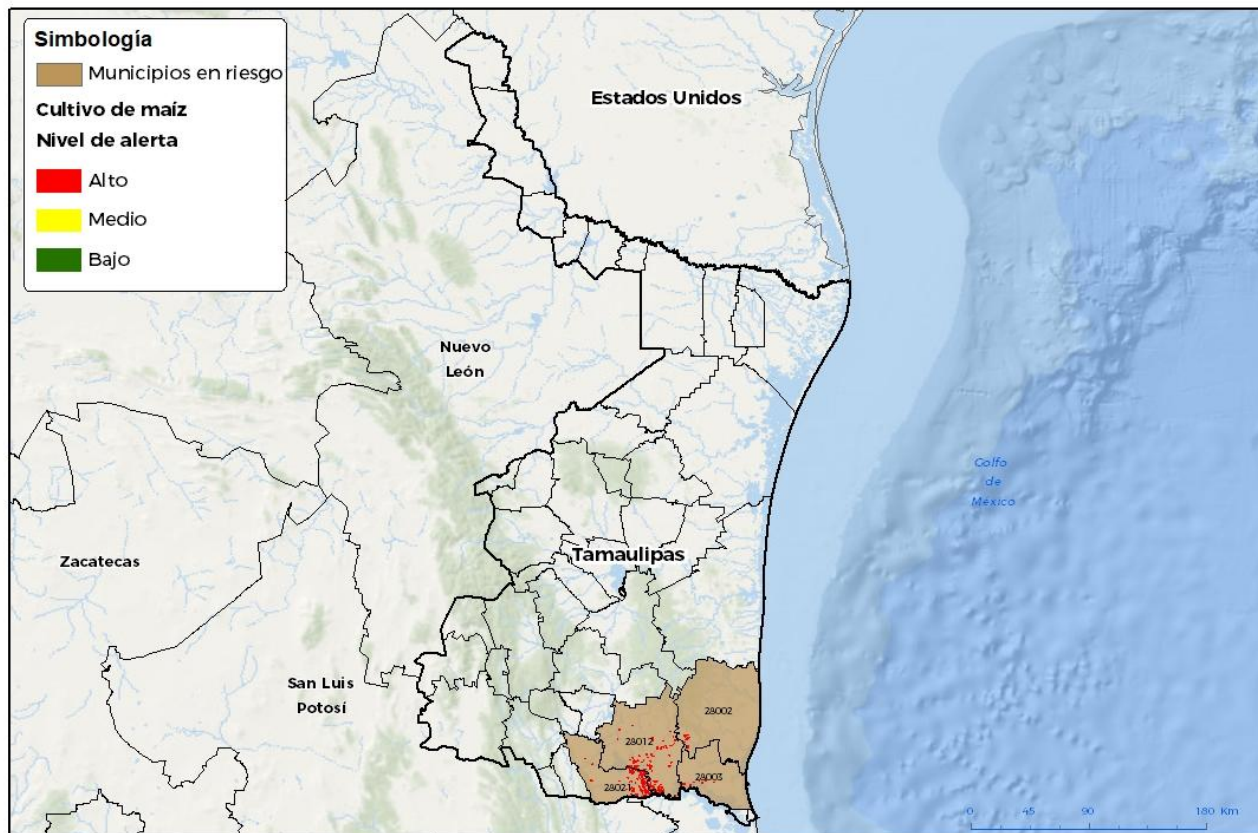 Simbología
Municipios en riesgo
Cultivo de maíz
Nivel de alerta
Alto
Medio
Bajo
Estados Unidos
Nuevo
León
Golfo
de
Mexico
Tamaulipas
Zacatecas
San Luis
Potosí
28002
28012
28003
28021
0 45 90 180 Km